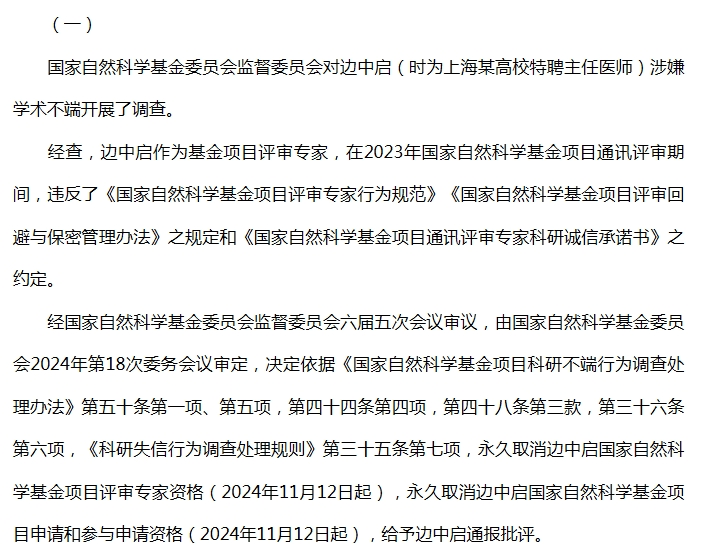 （一）
国家自然科学基金委员会监督委员会对边中启（时为上海某高校特聘主任医师）涉嫌
学术不端开展了调查。
经查，边中启作为基金项目评审专家，在2023年国家自然科学基金项目通讯评审期
间，违反了《国家自然科学基金项目评审专家行为规范》《国家自然科学基金项目评审回
避与保密管理办法》之规定和《国家自然科学基金项目通讯评审专家科研诚信承诺书》之
约定。
经国家自然科学基金委员会监督委员会六届五次会议审议，由国家自然科学基金委员
会2024年第18次委务会议审定，决定依据《国家自然科学基金项目科研不端行为调查处
理办法》第五十条第一项、第五项，第四十四条第四项，第四十八条第三款，第三十六条
第六项，《科研失信行为调查处理规则》第三十五条第七项，永久取消边中启国家自然科
学基金项目评审专家资格（2024年11月12日起），永久取消边中启国家自然科学基金项
目申请和参与申请资格（2024年11月12日起），给予边中启通报批评。